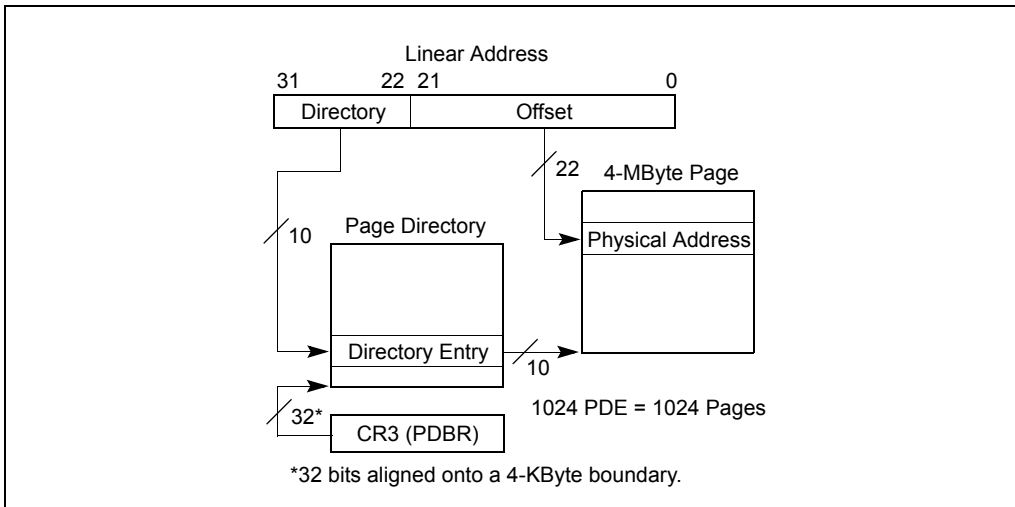 Linear Address
31 22 21 0
Directory Offset
22
4-MByte Page
10
Page Directory
Physical Address
Directory Entry
10
1024 PDE = 1024 Pages
32*
CR3 (PDBR)
*32 bits aligned onto a 4-KByte boundary.